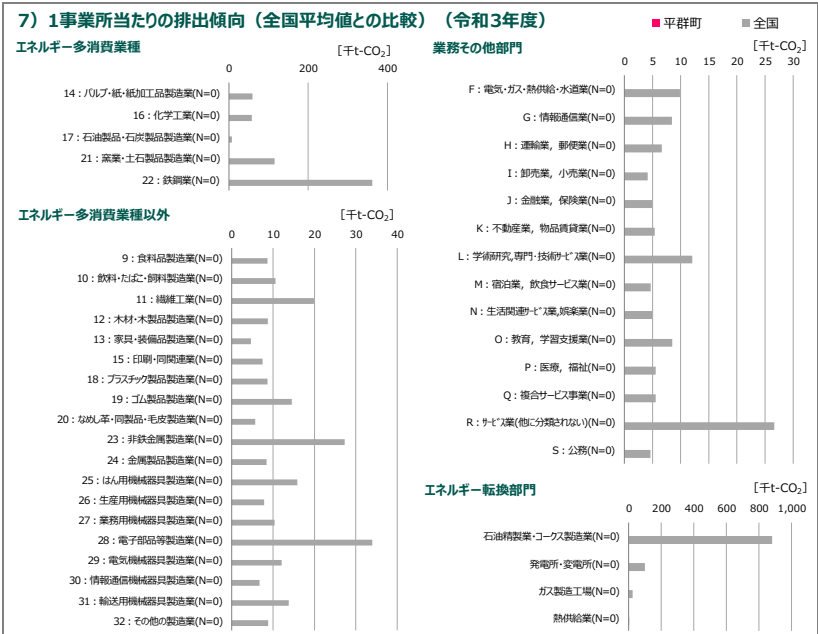 7）1事業所当たりの排出傾向（全国平均値との比較）（令和3年度）
■平群町 ■全国
エネルギー多消費業種
[千t-CO₂]
0 200 400
14：パルプ・紙・紙加工品製造業(N=0)
16：化学工業(N=0)
17：石油製品・石炭製品製造業(N=0)
21：窯業・土石製品製造業(N=0)
22：鉄鋼業(N=0)
エネルギー多消費業種以外
[千t-CO₂]
0 10 20 30 40
9：食料品製造業(N=0)
10：飲料・たばこ・飼料製造業(N=0)
11：繊維工業(N=0)
12：木材・木製品製造業(N=0)
13：家具・装備品製造業(N=0)
15：印刷・同関連業(N=0)
18：プラスチック製品製造業(N=0)
19：ゴム製品製造業(N=0)
20：なめし革・同製品・毛皮製造業(N=0)
23：非鉄金属製造業(N=0)
24：金属製品製造業(N=0)
25：はん用機械器具製造業(N=0)
26：生産用機械器具製造業(N=0)
27：業務用機械器具製造業(N=0)
28：電子部品等製造業(N=0)
29：電気機械器具製造業(N=0)
30：情報通信機械器具製造業(N=0)
31：輸送用機械器具製造業(N=0)
32：その他の製造業(N=0)
業務その他部門
[千t-CO₂]
0 5 10 15 20 25 30
F：電気・ガス・熱供給・水道業(N=0)
G：情報通信業(N=0)
H：運輸業，郵便業(N=0)
I：卸売業，小売業(N=0)
J：金融業，保険業(N=0)
K：不動産業，物品賃貸業(N=0)
L：学術研究,専門・技術ｻｰﾋﾞｽ業(N=0)
M：宿泊業，飲食サービス業(N=0)
N：生活関連ｻｰﾋﾞｽ業,娯楽業(N=0)
O：教育，学習支援業(N=0)
P：医療，福祉(N=0)
Q：複合サービス事業(N=0)
R：ｻｰﾋﾞｽ業(他に分類されない)(N=0)
S：公務(N=0)
エネルギー転換部門
[千t-CO₂]
0 200 400 600 800 1,000
石油精製業・コークス製造業(N=0)
発電所・変電所(N=0)
ガス製造工場(N=0)
熱供給業(N=0)